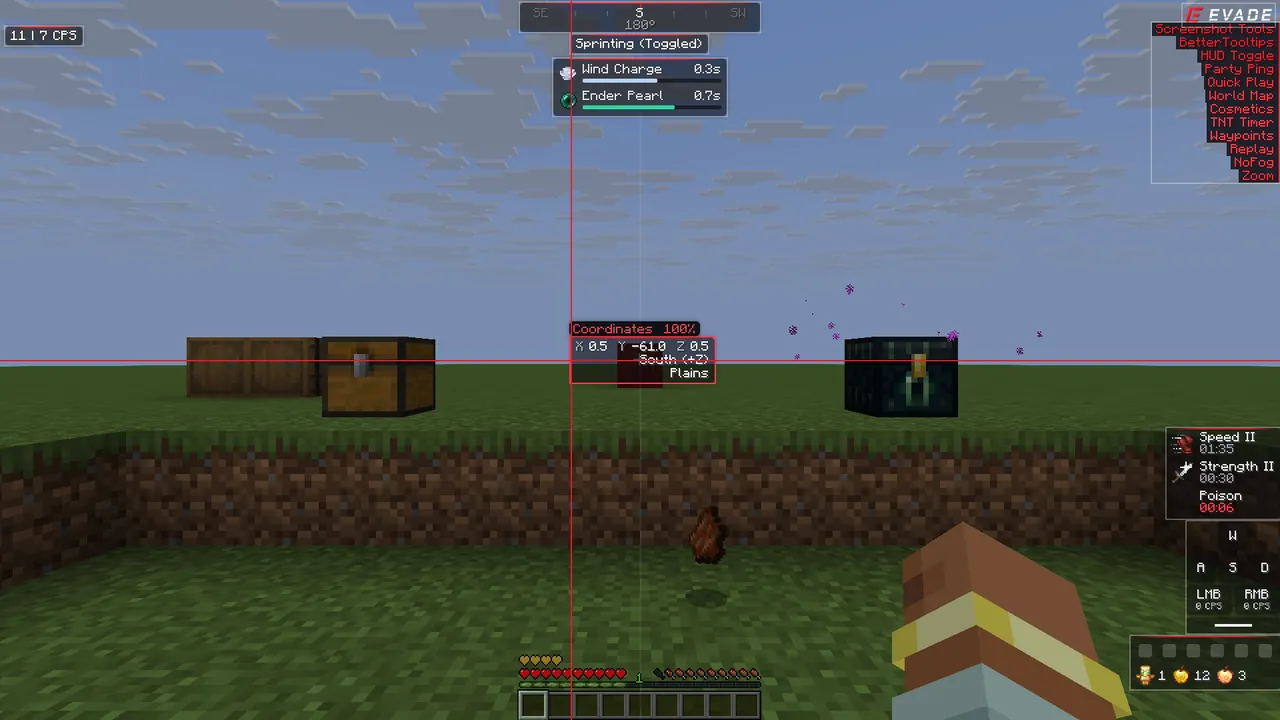 SE S SW
180°
EVADE
11 | 7 CPS
Screenshot Tools
BetterTooltips
HUD Toggle
Party Ping
Quick Play
World Map
Cosmetics
TNT Timer
Waypoints
Replay
NoFog
Zoom
Sprinting (Toggled)
Wind Charge 0.3s
Ender Pearl 0.7s
Coordinates 100%
X 0.5 Y -61.0 Z 0.5
South (+Z)
Plains
Speed II
01:35
Strength II
00:30
Poison
00:06
W
A S D
LMB RMB
0 CPS 0 CPS
1 12 3
1